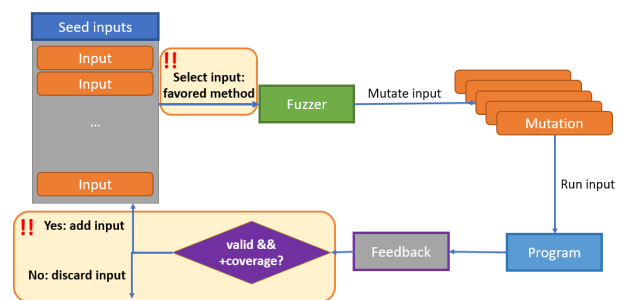 Seed inputs
Input
Input
...
Input
!!
Select input:
favored method
Fuzzer
Mutate input
Mutation
Run input
Program
Feedback
valid &&
+coverage?
!!
Yes: add input
No: discard input